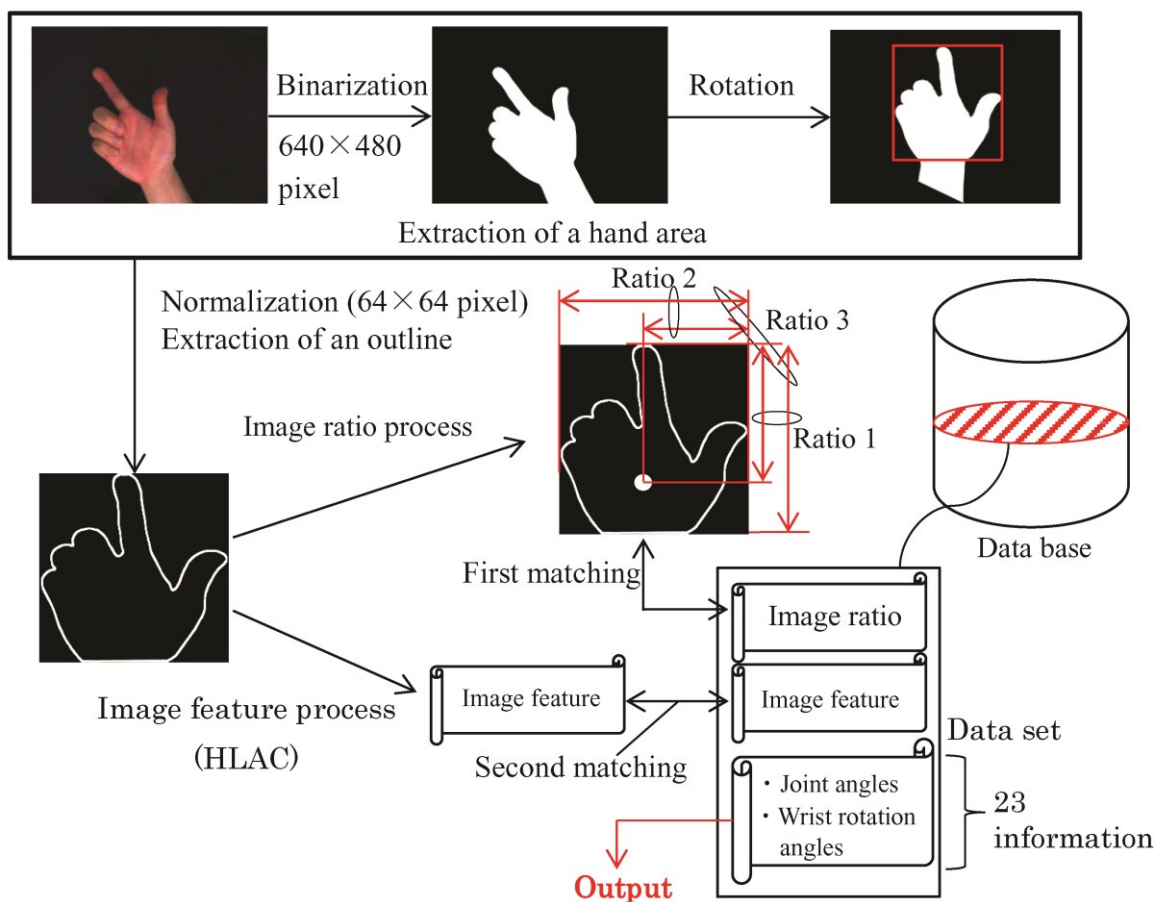 Binarization
640×480
pixel
Rotation
Extraction of a hand area
Normalization (64×64 pixel)
Extraction of an outline
Ratio 2
Ratio 3
Ratio 1
Image ratio process
Data base
First matching
Image ratio
Image feature process
(HLAC)
Image feature
Image feature
Second matching
Data set
・Joint angles
・Wrist rotation
angles
23
information
Output